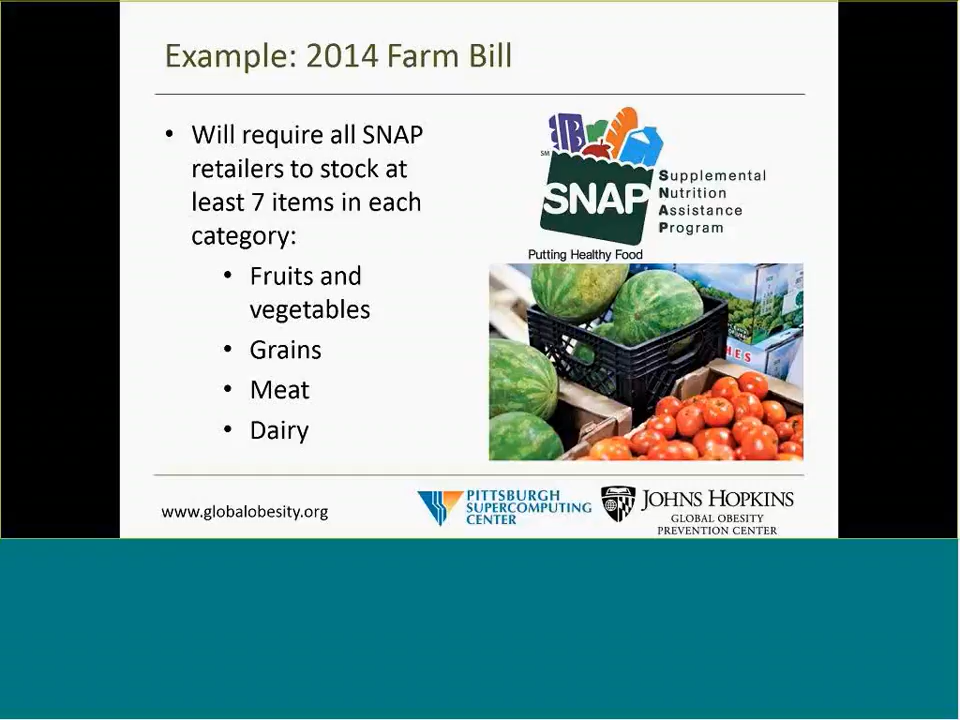 Example: 2014 Farm Bill
• Will require all SNAP
retailers to stock at
least 7 items in each
category:
• Fruits and
vegetables
• Grains
• Meat
• Dairy
SM
SNAP
Supplemental
Nutrition
Assistance
Program
Putting Healthy Food
HES
www.globalobesity.org
PITTSBURGH
SUPERCOMPUTING
CENTER
JOHNS HOPKINS
GLOBAL OBESITY
PREVENTION CENTER